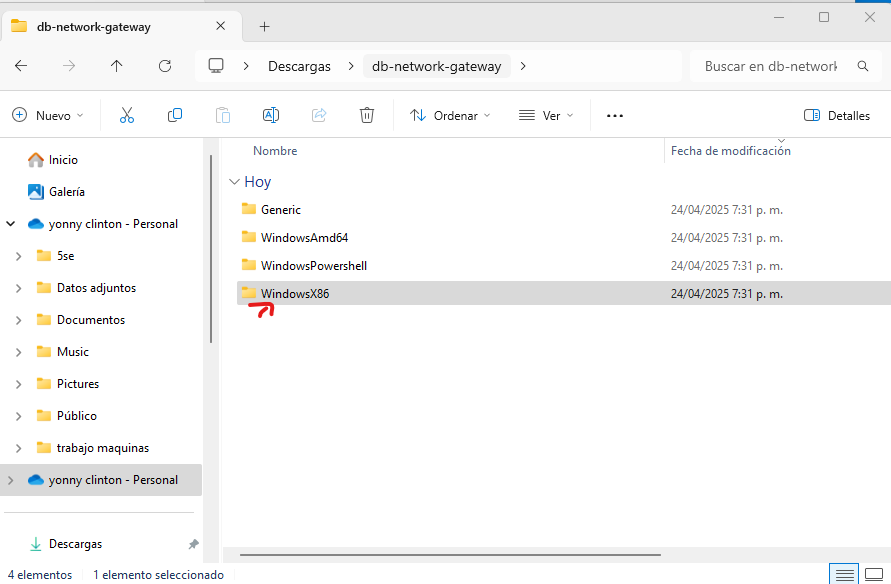 db-network-gateway
Descargas db-network-gateway Buscar en db-network
Nuevo Ordenar Ver Detalles
Nombre Fecha de modificación
Inicio
Galería
yonny clinton - Personal
5se
Datos adjuntos
Documentos
Music
Pictures
Público
trabajo maquinas
yonny clinton - Personal
Descargas
Hoy
Generic 24/04/2025 7:31 p. m.
WindowsAmd64 24/04/2025 7:31 p. m.
WindowsPowershell 24/04/2025 7:31 p. m.
WindowsX86 24/04/2025 7:31 p. m.
4 elementos 1 elemento seleccionado